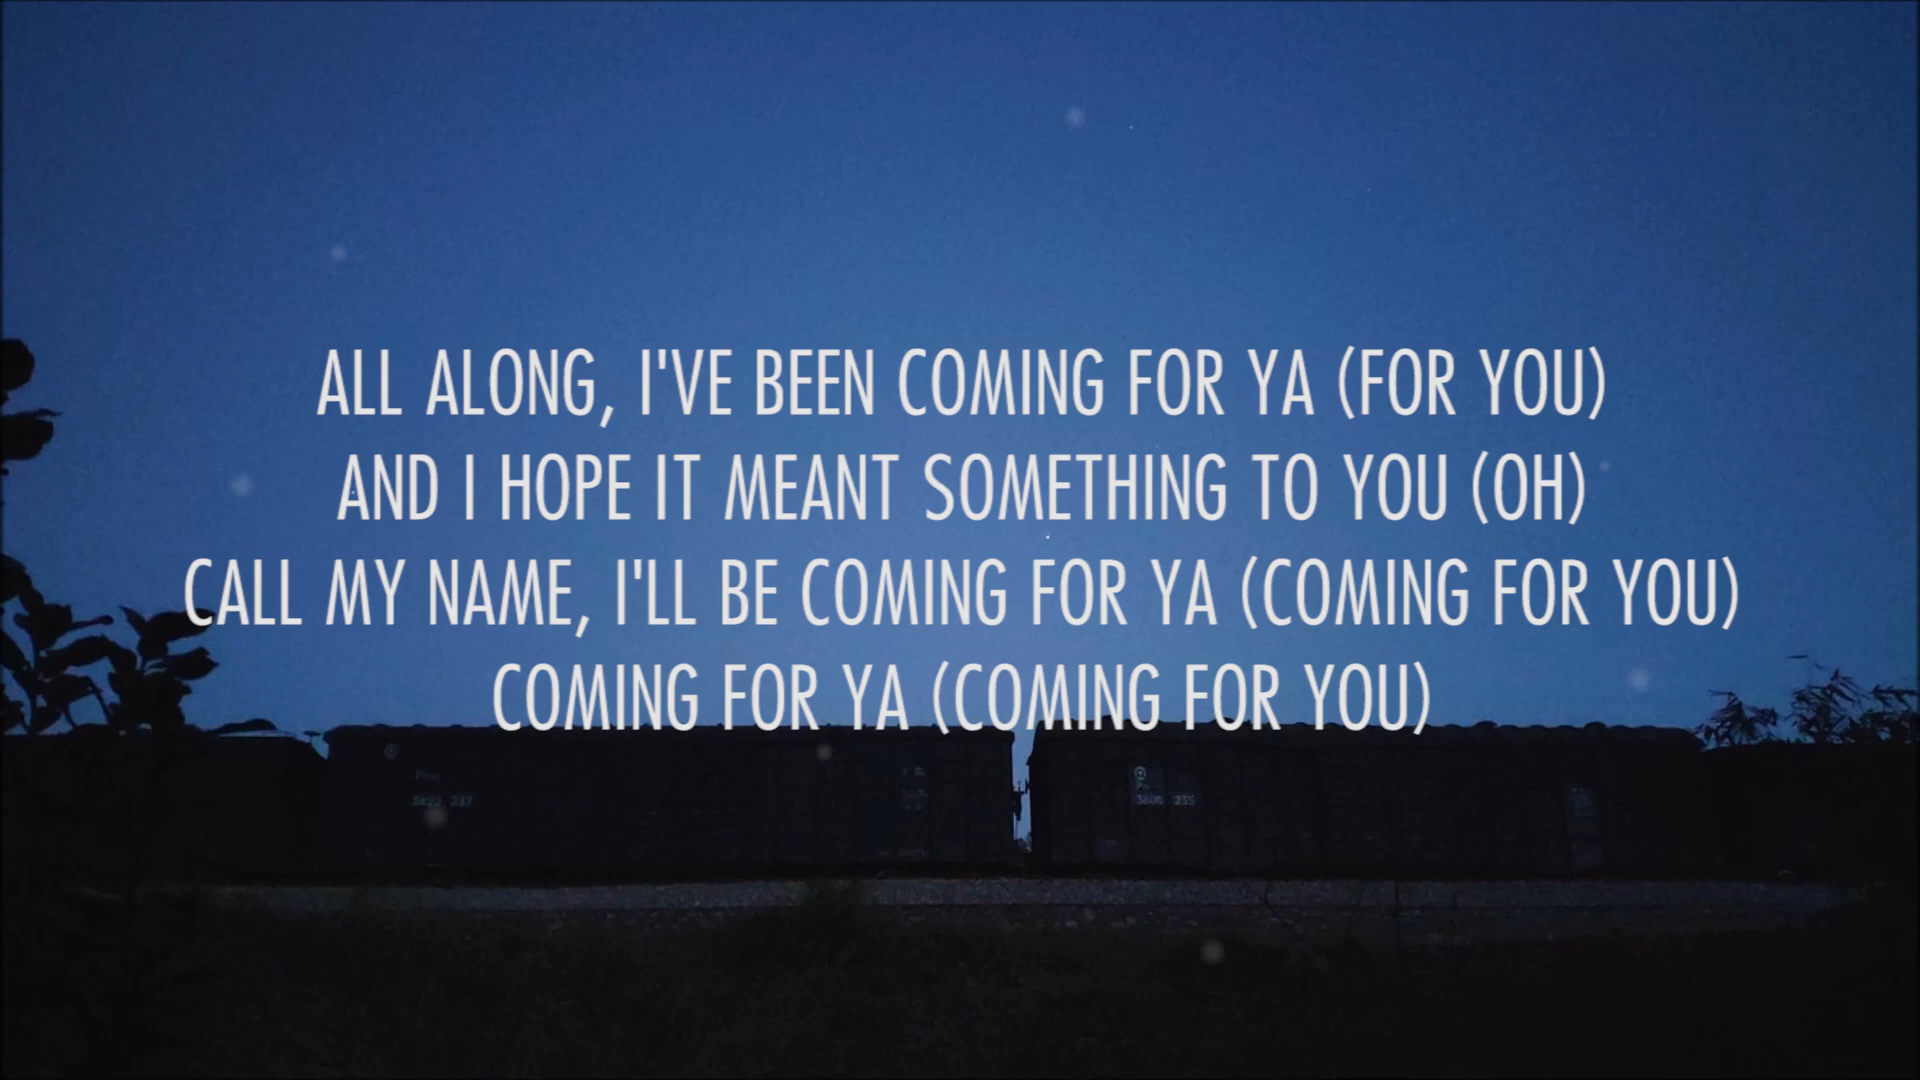 ALL ALONG, I'VE BEEN COMING FOR YA (FOR YOU)
AND I HOPE IT MEANT SOMETHING TO YOU (OH)
CALL MY NAME, I'LL BE COMING FOR YA (COMING FOR YOU)
COMING FOR YA (COMING FOR YOU)